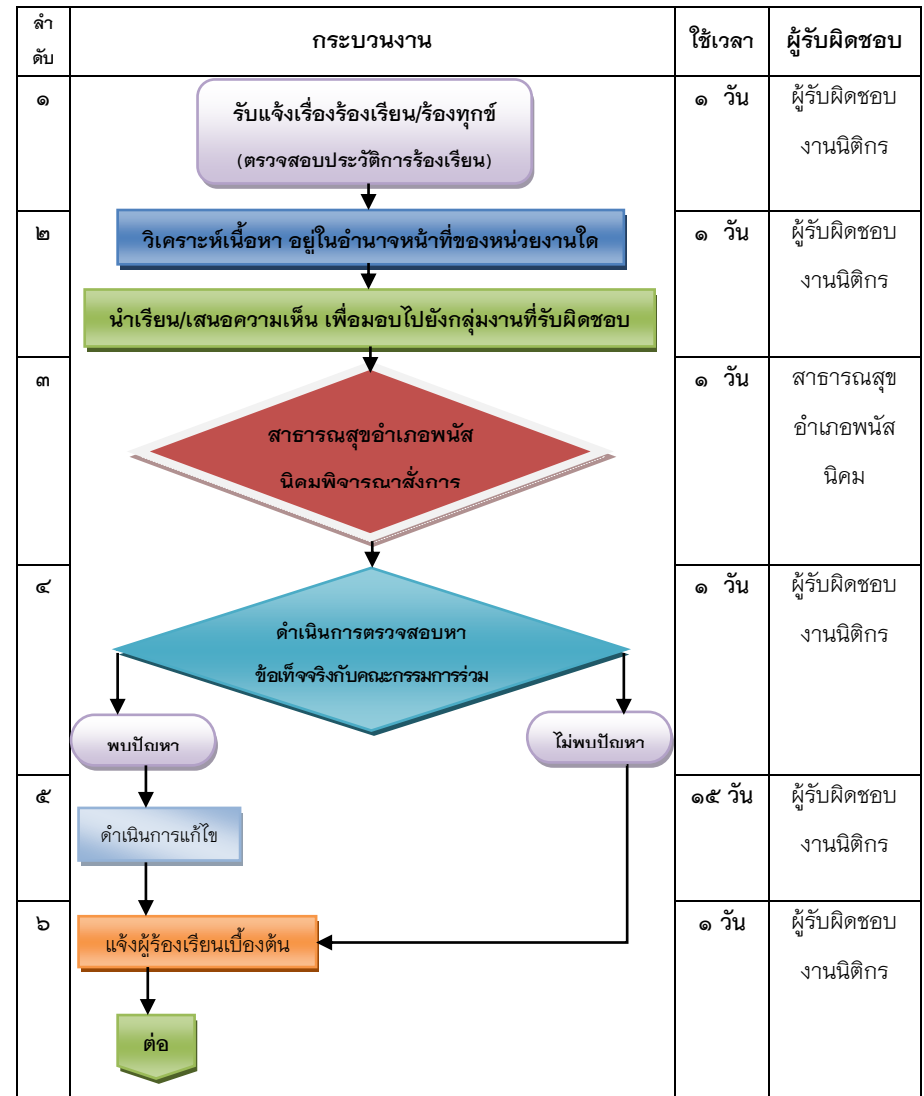 ลำ
ดับ
กระบวนงาน
ใช้เวลา
ผู้รับผิดชอบ
๑
รับแจ้งเรื่องร้องเรียน/ร้องทุกข์
(ตรวจสอบประวัติการร้องเรียน)
๑ วัน
ผู้รับผิดชอบ
งานนิติกร
๒
วิเคราะห์เนื้อหา อยู่ในอำนาจหน้าที่ของหน่วยงานใด
นำเรียน/เสนอความเห็น เพื่อมอบไปยังกลุ่มงานที่รับผิดชอบ
๑ วัน
ผู้รับผิดชอบ
งานนิติกร
๓
สาธารณสุขอำเภอพนัส
นิคมพิจารณาสั่งการ
๑ วัน
สาธารณสุข
อำเภอพนัส
นิคม
๔
ดำเนินการตรวจสอบหา
ข้อเท็จจริงกับคณะกรรมการร่วม
พบปัญหา
ไม่พบปัญหา
๑ วัน
ผู้รับผิดชอบ
งานนิติกร
๕
ดำเนินการแก้ไข
๑๕ วัน
ผู้รับผิดชอบ
งานนิติกร
๖
แจ้งผู้ร้องเรียนเบื้องต้น
ต่อ
๑ วัน
ผู้รับผิดชอบ
งานนิติกร